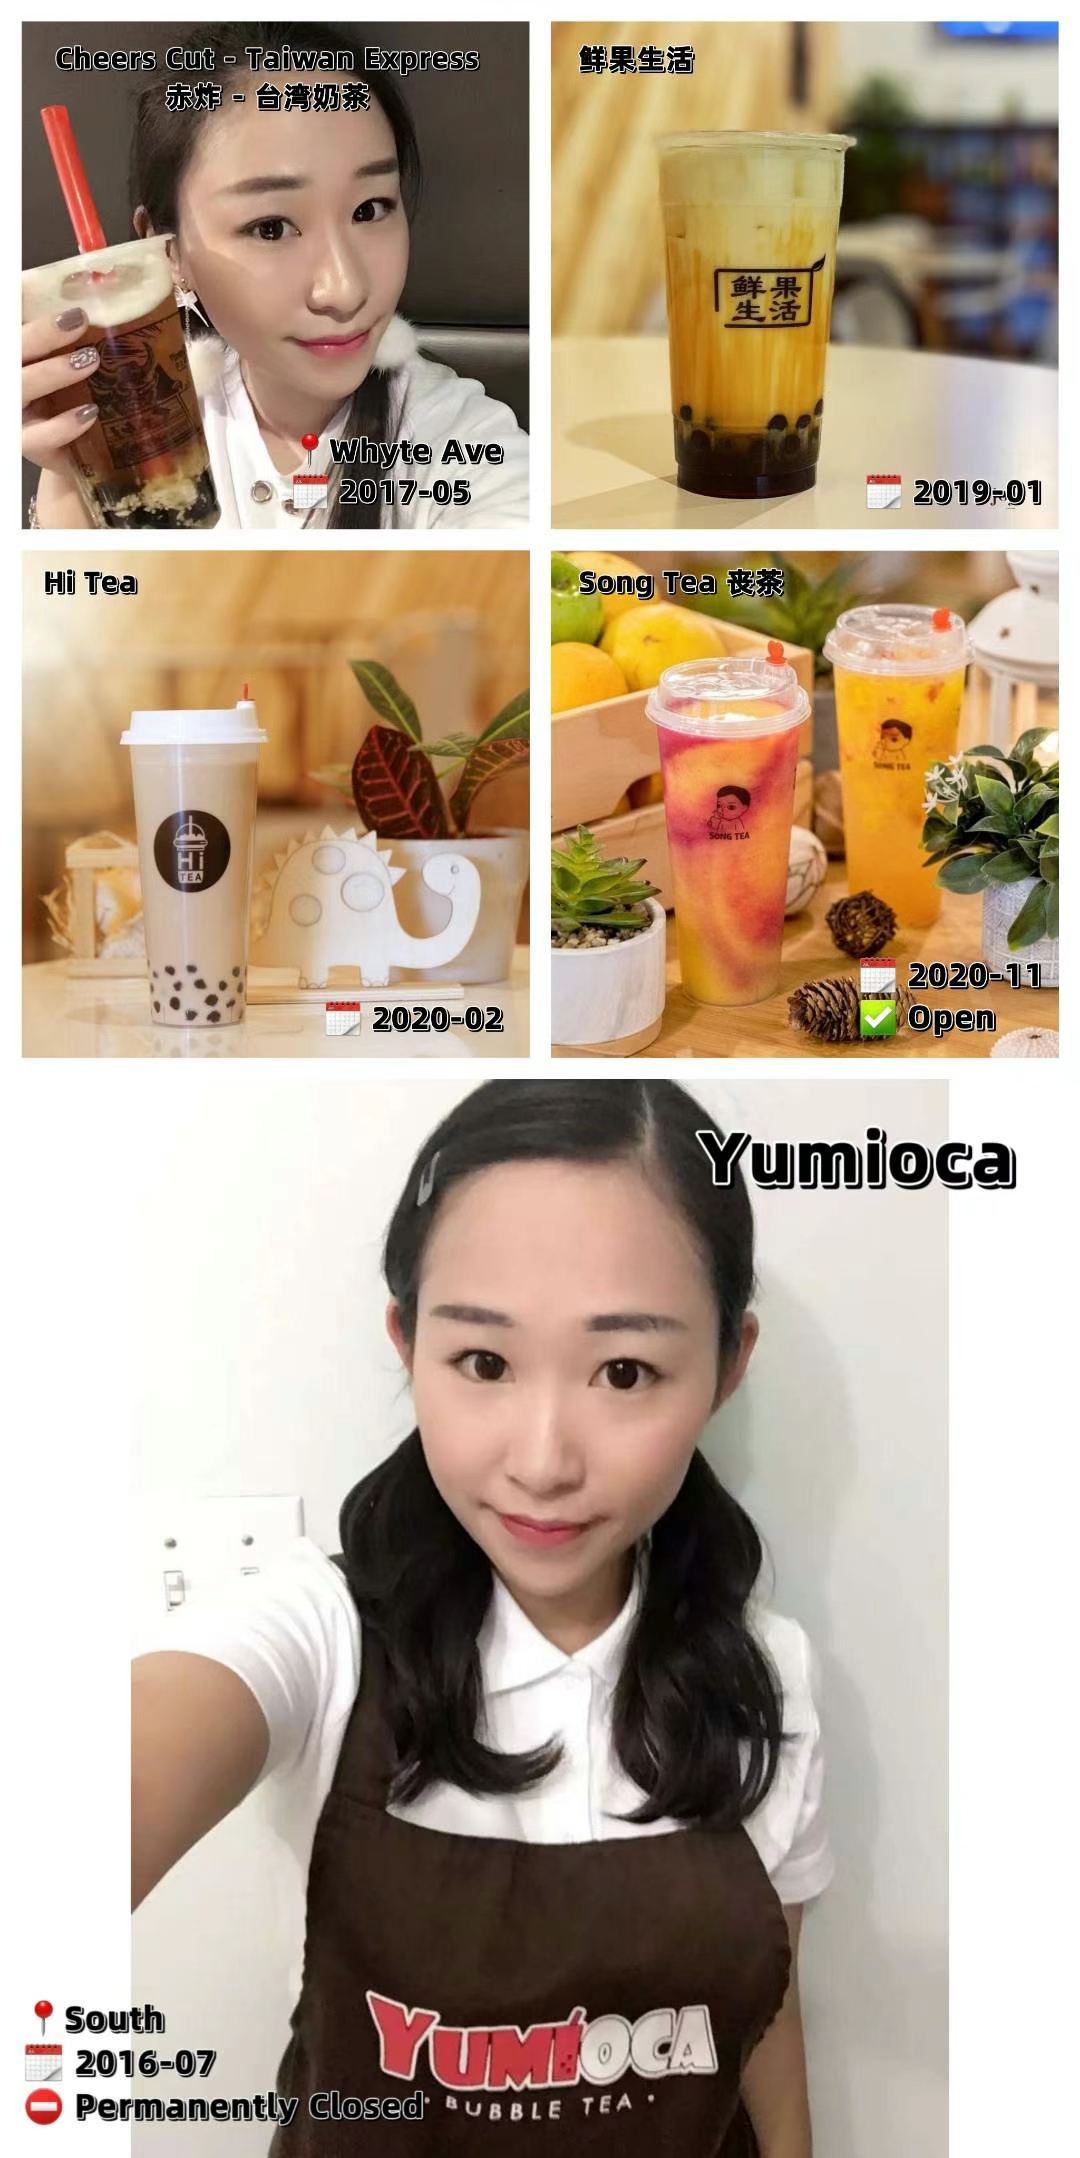 Cheers Cut - Taiwan Express
赤炸 - 台湾奶茶
Whyte Ave
2017-05
鲜果生活
鲜果
生活
2019-01
Hi Tea
Hi
TEA
2020-02
Song Tea 丧茶
SONG TEA
SONG TEA
2020-11
Open
Yumioca
South
2016-07
Permanently Closed
YUMIOCA
• BUBBLE TEA •